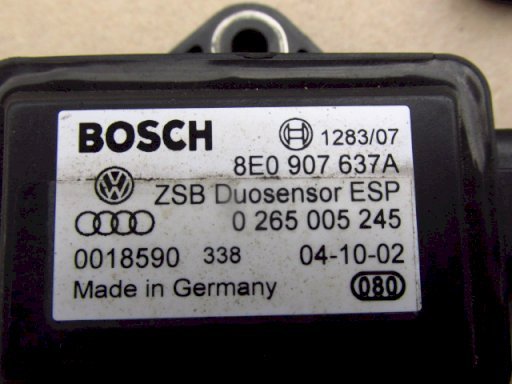 BOSCH 1283/07
8E0 907 637A
ZSB Duosensor ESP
0 265 005 245
0018590 338 04-10-02
Made in Germany 080